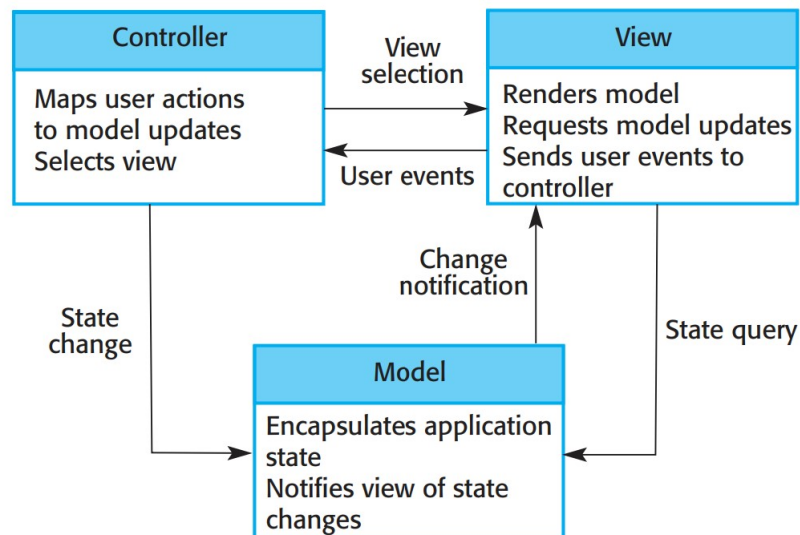 Controller
Maps user actions
to model updates
Selects view
View
selection
User events
View
Renders model
Requests model updates
Sends user events to
controller
State
change
Change
notification
State query
Model
Encapsulates application
state
Notifies view of state
changes